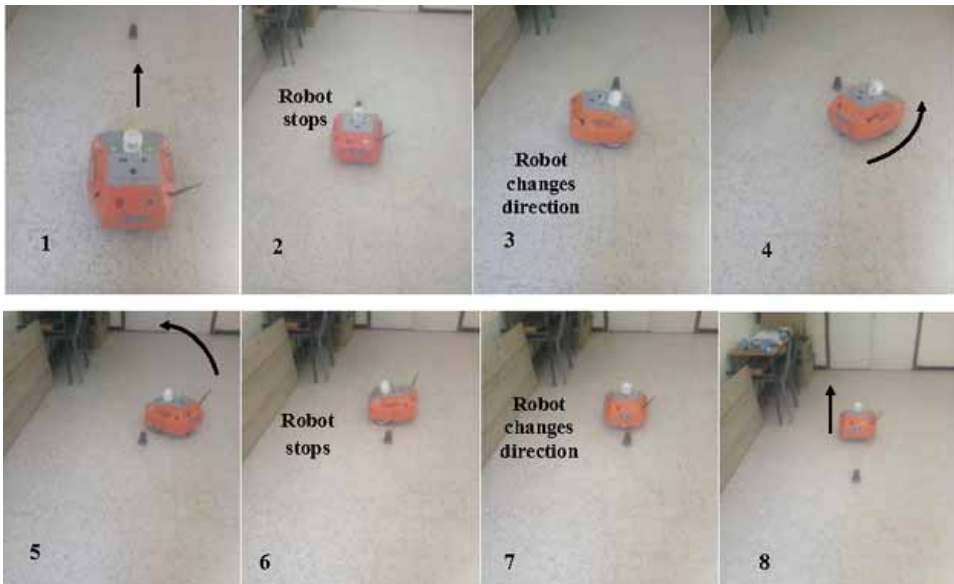 1
Robot
stops
2
Robot
changes
direction
3
4
5
Robot
stops
6
Robot
changes
direction
7
8